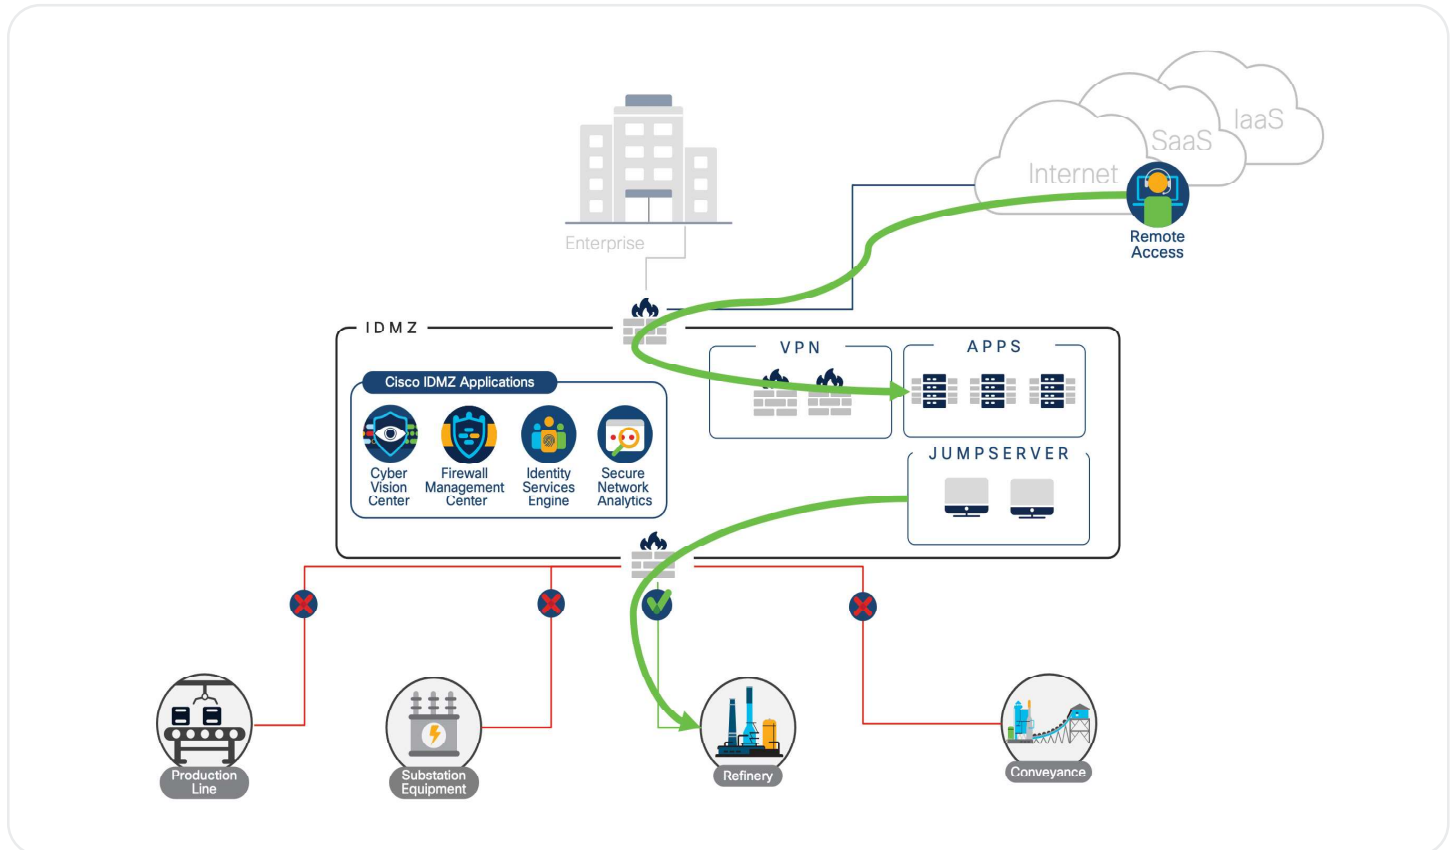 IaaS
SaaS
Internet
Remote
Access
Enterprise
IDMZ
VPN
APPS
Cisco IDMZ Applications
Cyber
Vision
Center
Firewall
Management
Center
Identity
Services
Engine
Secure
Network
Analytics
JUMPSERVER
Production
Line
Substation
Equipment
Refinery
Conveyance